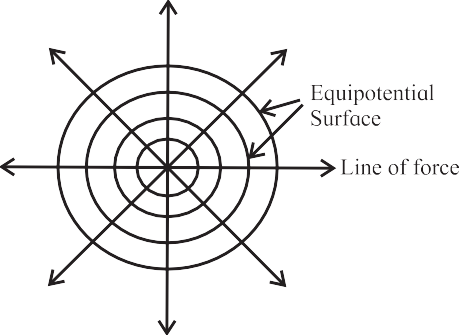 Equipotential
Surface
Line of force